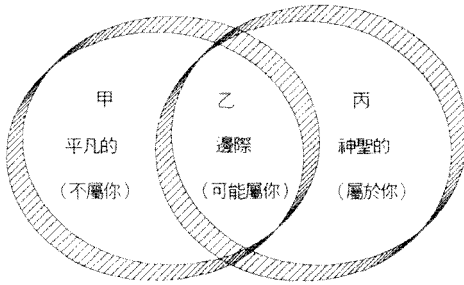 甲 乙 丙
平凡的 邊際 神聖的
(不屬你) (可能屬你) (屬於你)